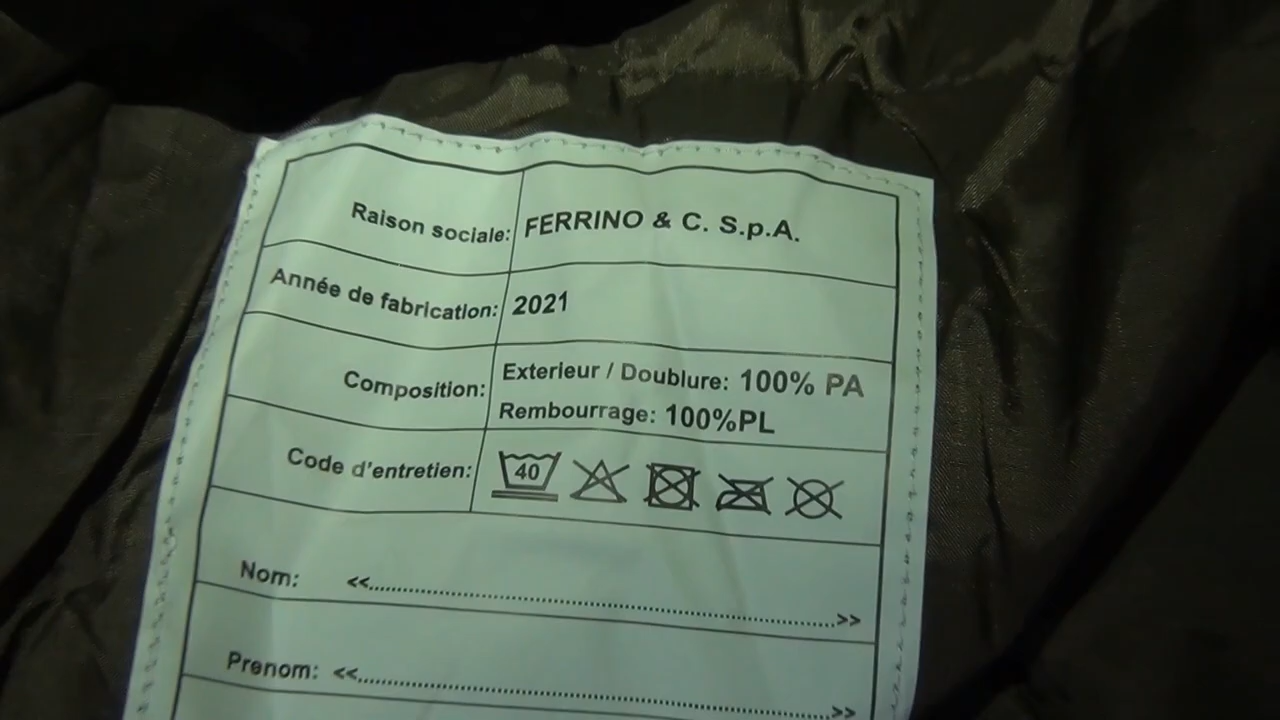 Raison sociale: FERRINO & C. S.p.A.
Année de fabrication: 2021
Composition: Exterieur / Doublure: 100% PA
Rembourrage: 100%PL
Code d'entretien: 40
Nom: <<..........................................................................>>
Prenom: <<..........................................................................>>